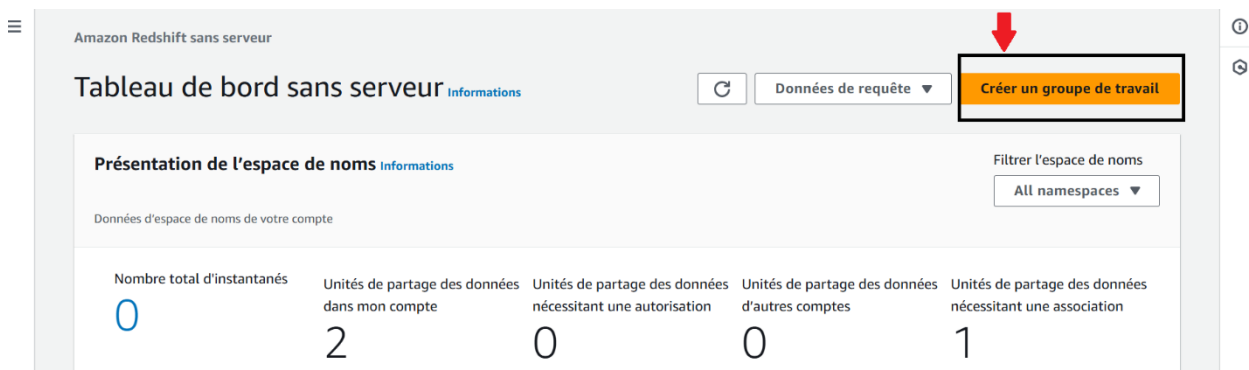 Amazon Redshift sans serveur
Tableau de bord sans serveur Informations
Données de requête
Créer un groupe de travail
Présentation de l'espace de noms Informations
Filtrer l'espace de noms
All namespaces
Données d'espace de noms de votre compte
Nombre total d'instantanés
0
Unités de partage des données
dans mon compte
2
Unités de partage des données
nécessitant une autorisation
0
Unités de partage des données
d'autres comptes
0
Unités de partage des données
nécessitant une association
1